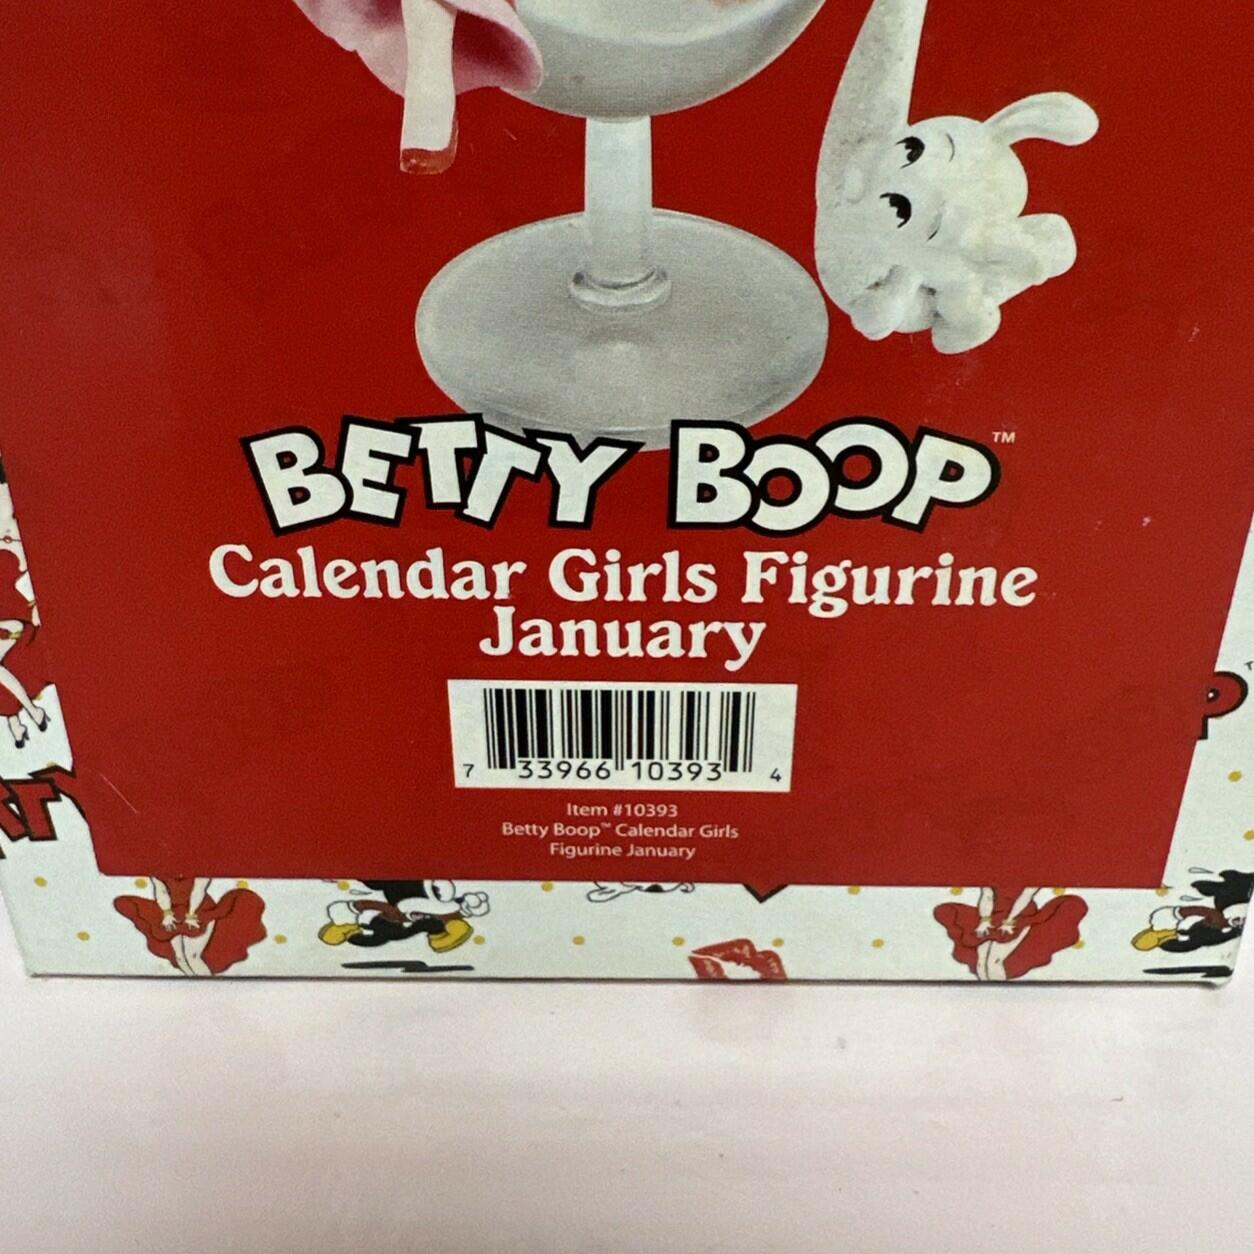 BETTY BOOP™
Calendar Girls Figurine
January
7 33966 10393 4
Item #10393
Betty Boop™ Calendar Girls
Figurine January